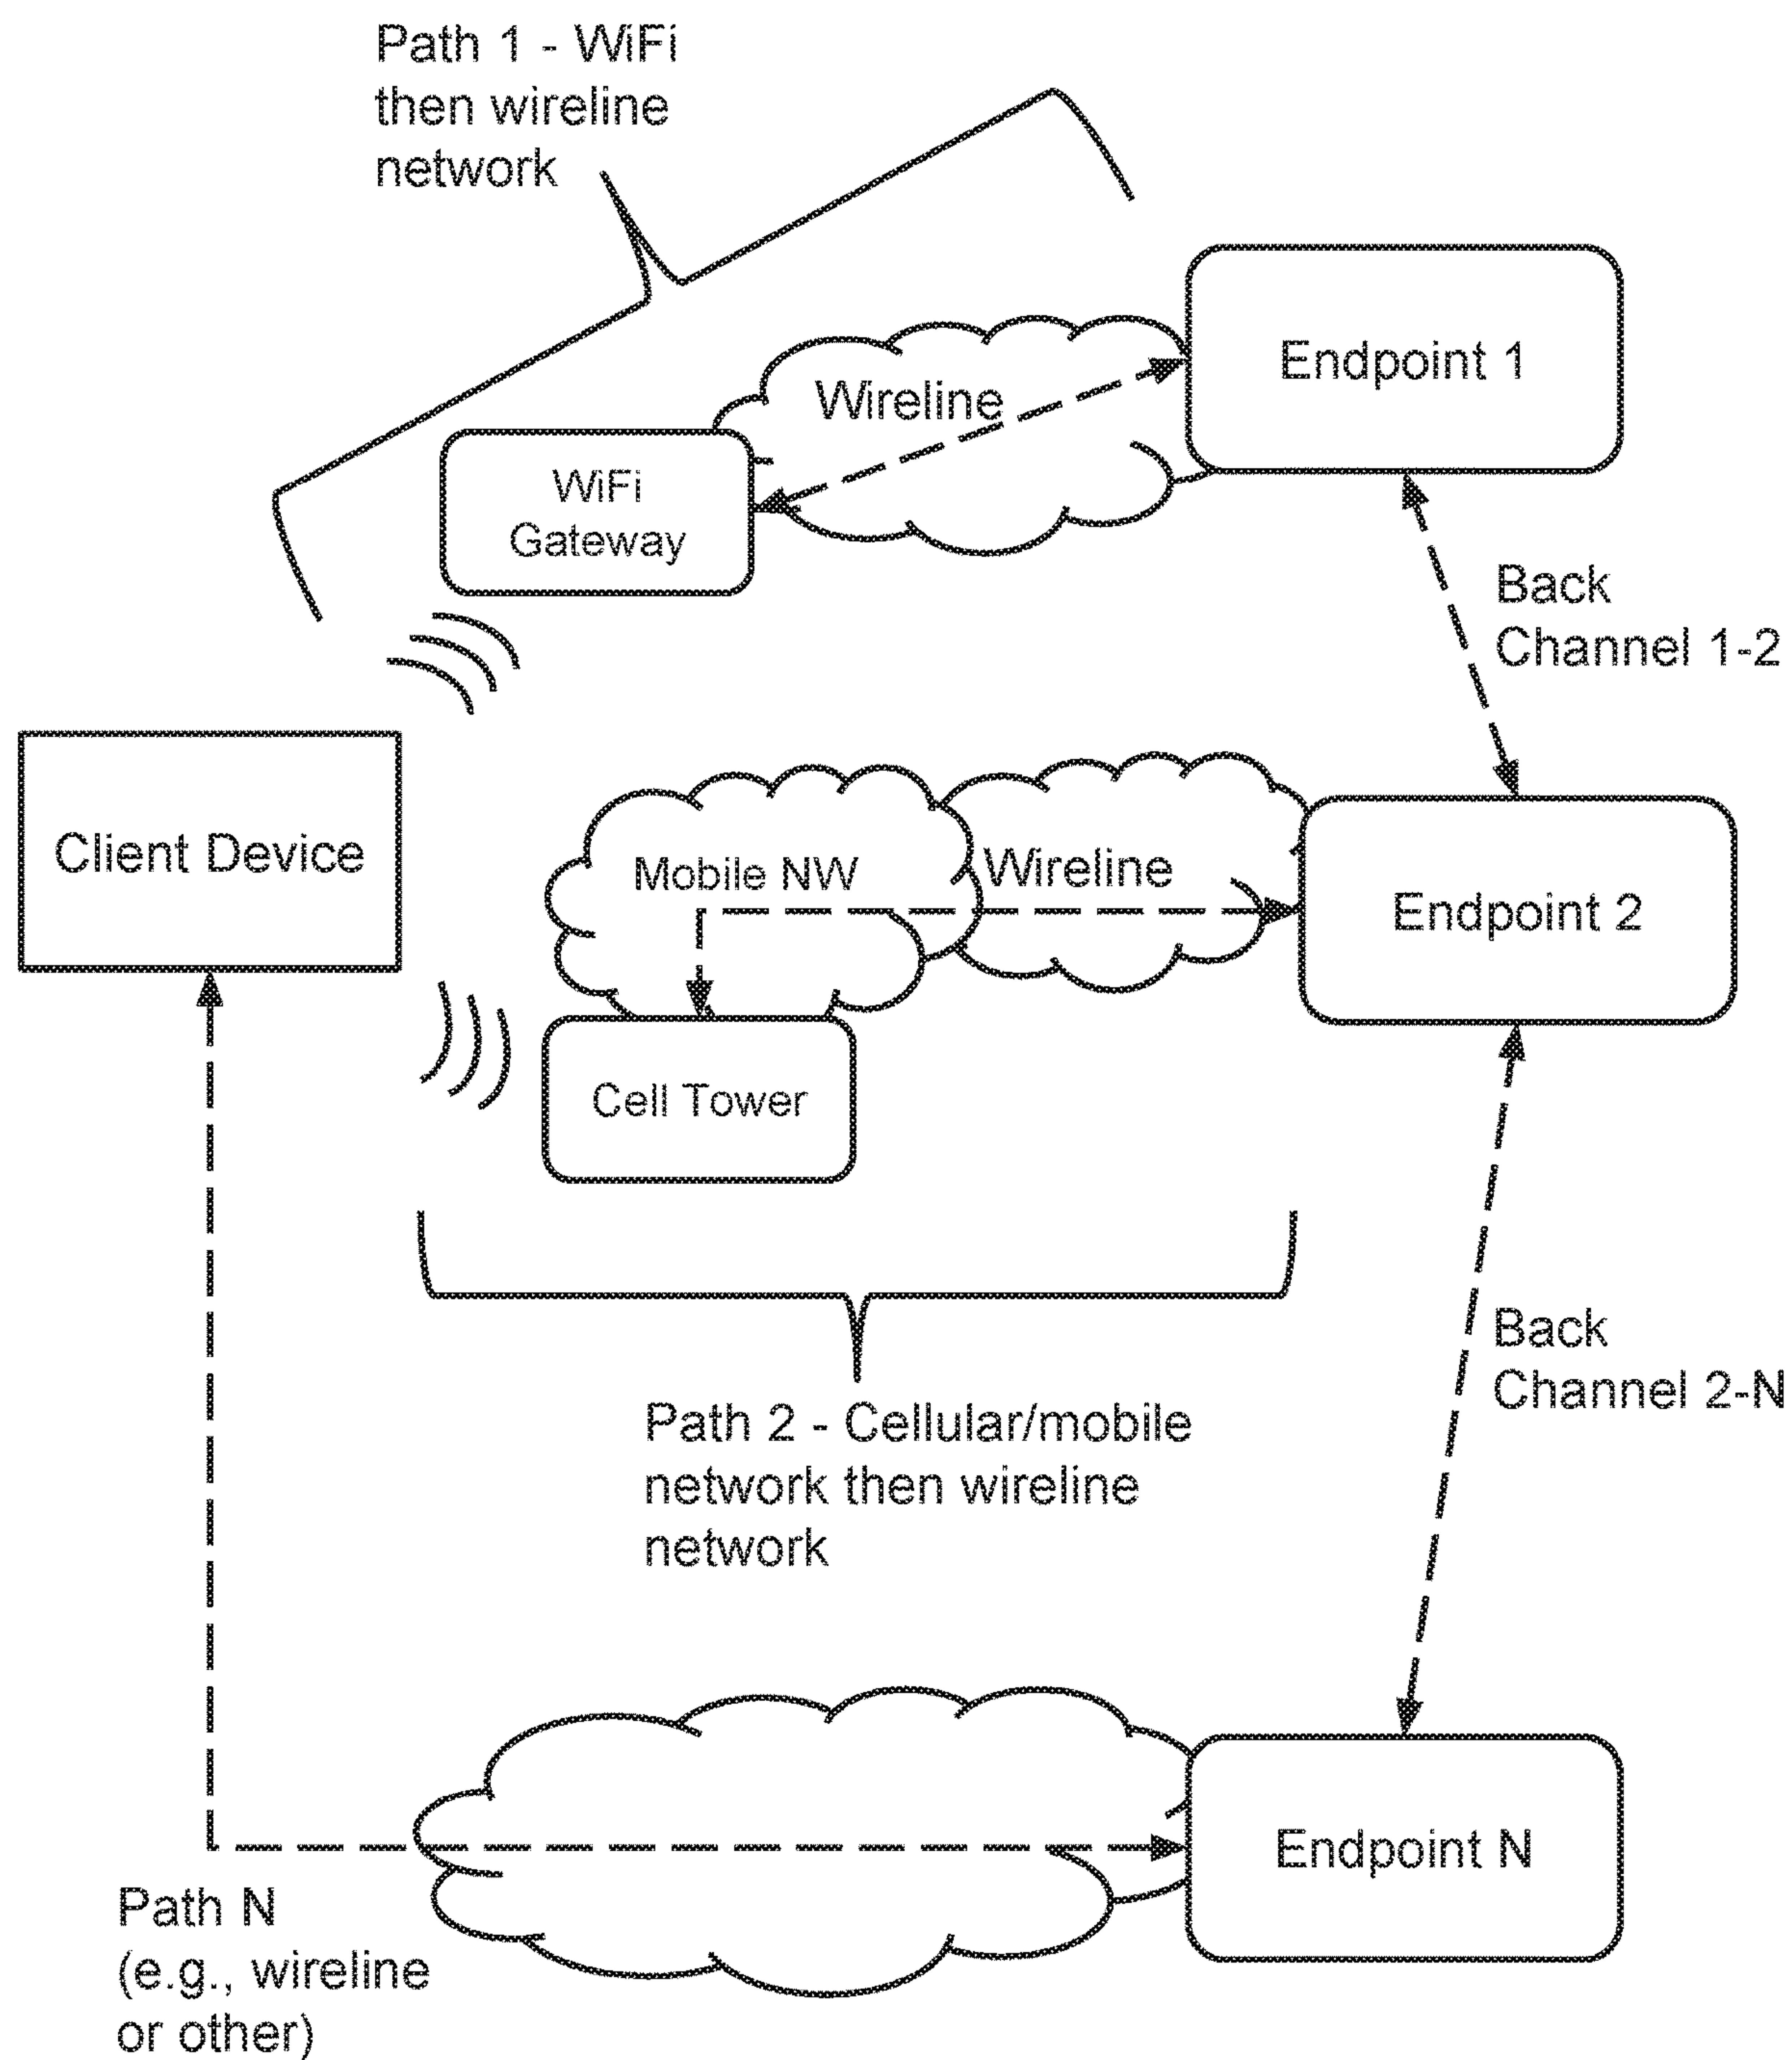 Path 1 - WiFi
then wireline
network
Endpoint 1
Wireline
WiFi
Gateway
Back
Channel 1-2
Client Device
Mobile NW
Wireline
Endpoint 2
Cell Tower
Back
Channel 2-N
Path 2 - Cellular/mobile
network then wireline
network
Endpoint N
Path N
(e.g., wireline
or other)